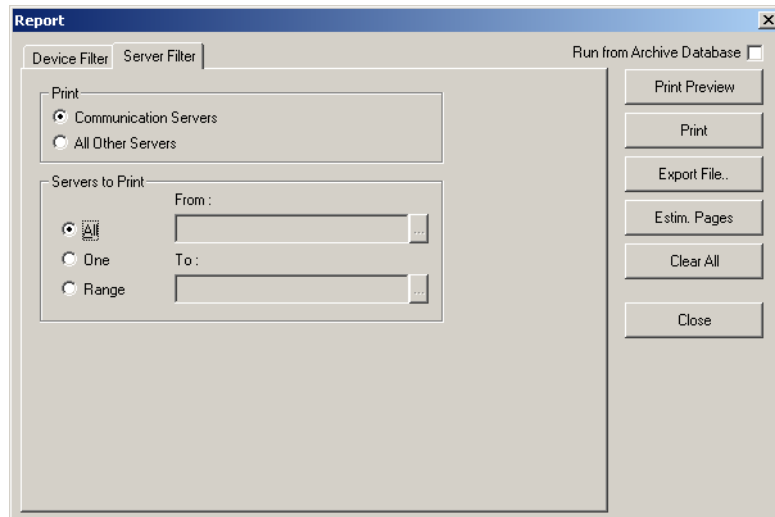 Report
Device Filter Server Filter Run from Archive Database
Print
Communication Servers
All Other Servers
Servers to Print
From :
All
...
One
To :
Range
...
Print Preview
Print
Export File..
Estim. Pages
Clear All
Close